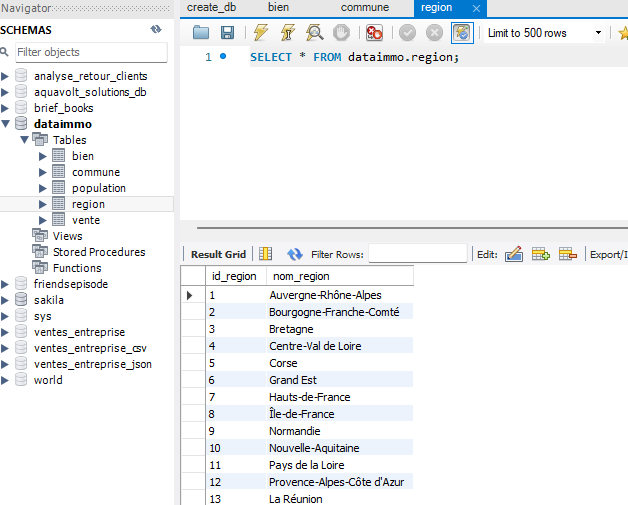 Navigator
create_db bien commune region
SCHEMAS
Filter objects
Limit to 500 rows
1 SELECT * FROM dataimmo.region;
analyse_retour_clients
aquavolt_solutions_db
brief_books
dataimmo
Tables
bien
commune
population
region
vente
Views
Stored Procedures
Functions
friendsepisode
sakila
sys
ventes_entreprise
ventes_entreprise_csv
ventes_entreprise_json
world
Result Grid Filter Rows: Edit: Export/I
id_region nom_region
1 Auvergne-Rhône-Alpes
2 Bourgogne-Franche-Comté
3 Bretagne
4 Centre-Val de Loire
5 Corse
6 Grand Est
7 Hauts-de-France
8 Île-de-France
9 Normandie
10 Nouvelle-Aquitaine
11 Pays de la Loire
12 Provence-Alpes-Côte d'Azur
13 La Réunion